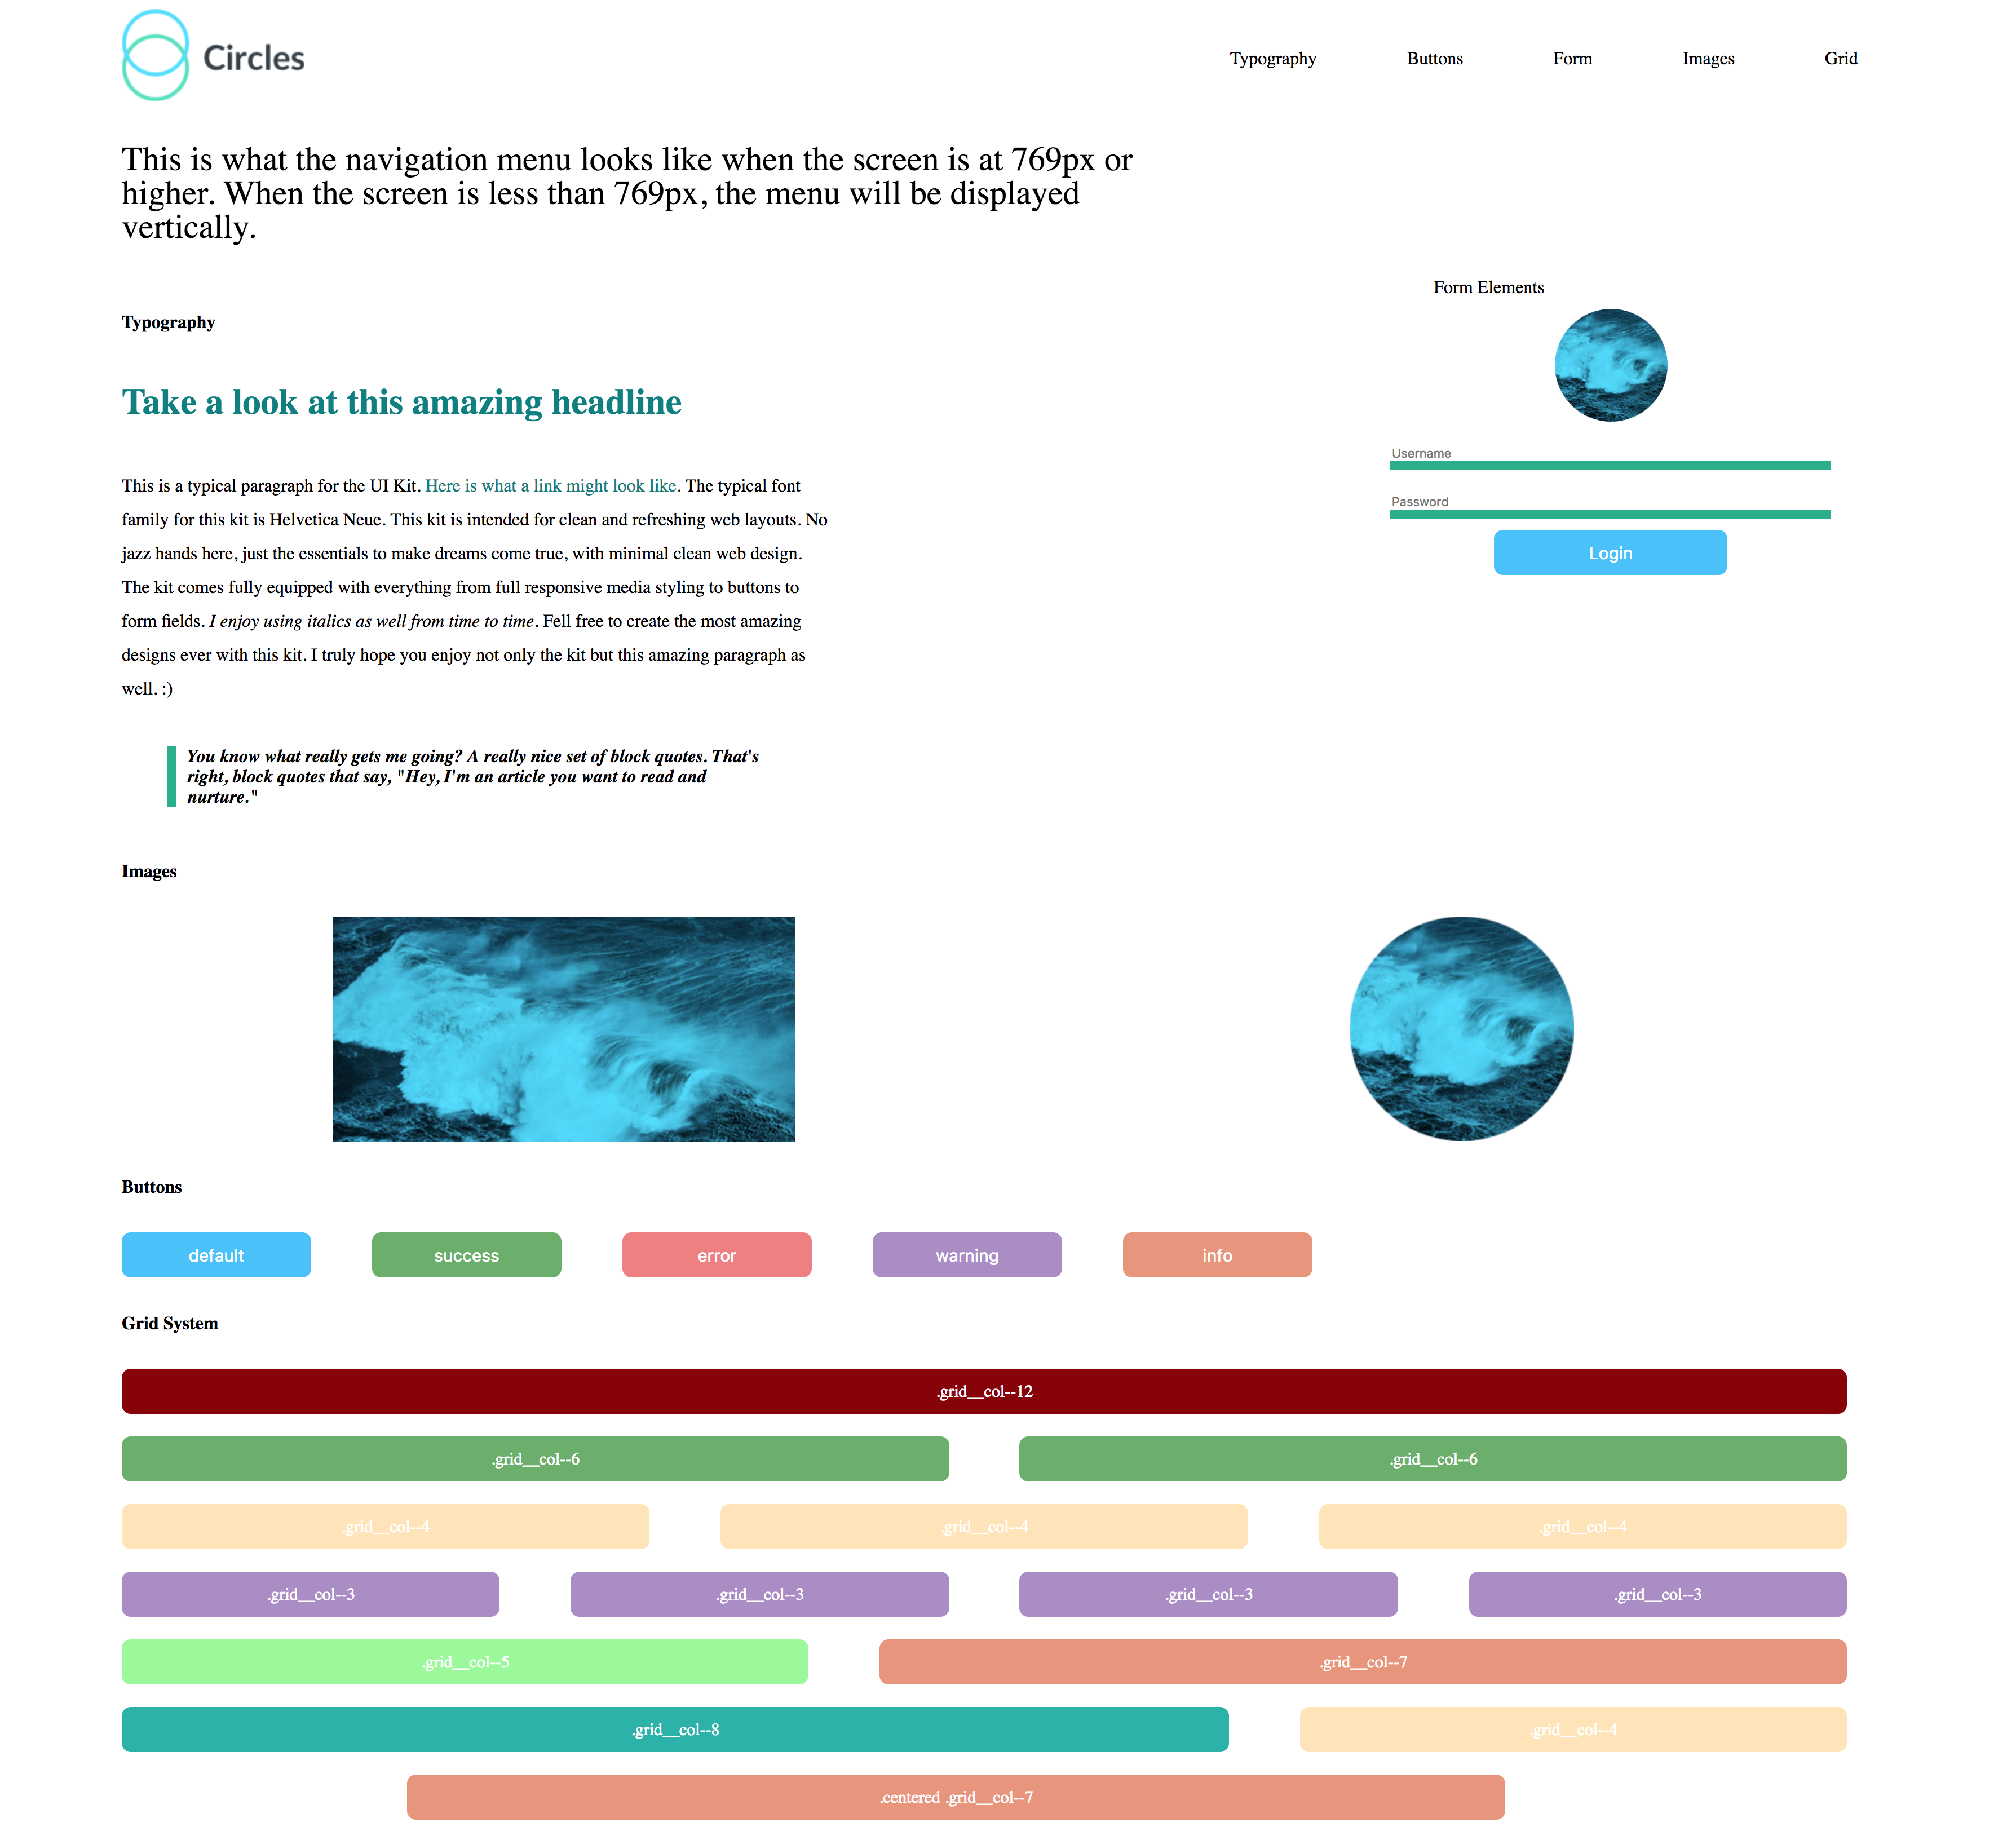 Circles
Typography
Buttons
Form
Images
Grid
This is what the navigation menu looks like when the screen is at 769px or
higher. When the screen is less than 769px, the menu will be displayed
vertically.
Typography
Take a look at this amazing headline
This is a typical paragraph for the UI Kit. Here is what a link might look like. The typical font
family for this kit is Helvetica Neue. This kit is intended for clean and refreshing web layouts. No
jazz hands here, just the essentials to make dreams come true, with minimal clean web design.
The kit comes fully equipped with everything from full responsive media styling to buttons to
form fields. I enjoy using italics as well from time to time. Fell free to create the most amazing
designs ever with this kit. I truly hope you enjoy not only the kit but this amazing paragraph as
well. :)
You know what really gets me going? A really nice set of block quotes. That's
right, block quotes that say, "Hey, I'm an article you want to read and
nurture."
Form Elements
Username
Password
Login
Images
Buttons
default
success
error
warning
info
Grid System
.grid__col--12
.grid__col--6
.grid__col--6
.grid__col--4
.grid__col--4
.grid__col--4
.grid__col--3
.grid__col--3
.grid__col--3
.grid__col--3
.grid__col--5
.grid__col--7
.grid__col--8
.grid__col--4
.centered .grid__col--7